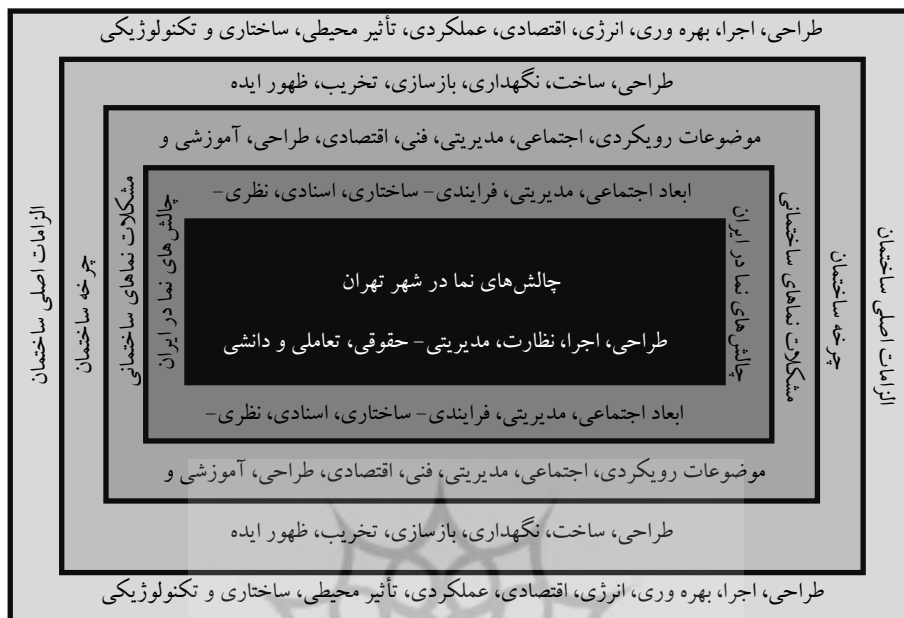 طراحی، اجرا، بهره وری، انرژی، اقتصادی، عملکردی، تأثیر محیطی، ساختاری و تکنولوژیکی
طراحی، ساخت، نگهداری، بازسازی، تخریب، ظهور ایده
موضوعات رویکردی، اجتماعی، مدیریتی، فنی، اقتصادی، طراحی، آموزشی و
ابعاد اجتماعی، مدیریتی، فرایندی- ساختاری، اسنادی، نظری-
الزامات اصلی ساختمان
چرخه ساختمان
مشکلات نماهای ساختمانی
چالش‌های نما در ایران
چالش‌های نما در شهر تهران
طراحی، اجرا، نظارت، مدیریتی- حقوقی، تعاملی و دانشی
چالش‌های نما در ایران
مشکلات نماهای ساختمانی
چرخه ساختمان
الزامات اصلی ساختمان
ابعاد اجتماعی، مدیریتی، فرایندی- ساختاری، اسنادی، نظری-
موضوعات رویکردی، اجتماعی، مدیریتی، فنی، اقتصادی، طراحی، آموزشی و
طراحی، ساخت، نگهداری، بازسازی، تخریب، ظهور ایده
طراحی، اجرا، بهره وری، انرژی، اقتصادی، عملکردی، تأثیر محیطی، ساختاری و تکنولوژیکی